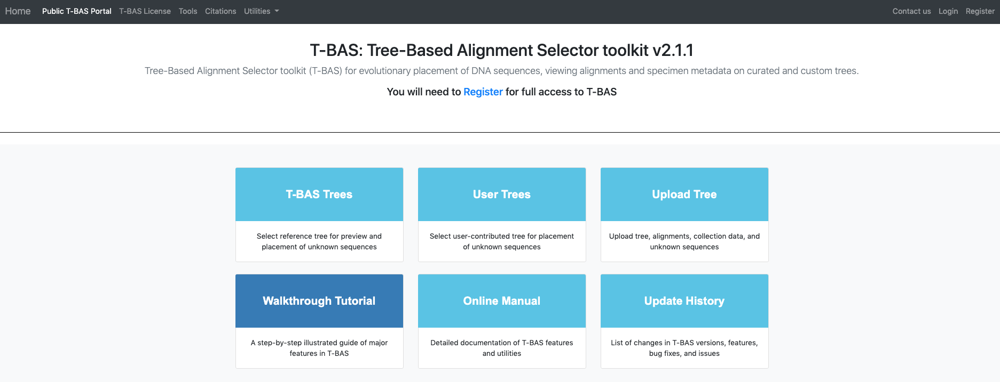 Home Public T-BAS Portal T-BAS License Tools Citations Utilities Contact us Login Register
T-BAS: Tree-Based Alignment Selector toolkit v2.1.1
Tree-Based Alignment Selector toolkit (T-BAS) for evolutionary placement of DNA sequences, viewing alignments and specimen metadata on curated and custom trees.
You will need to Register for full access to T-BAS
T-BAS Trees
Select reference tree for preview and
placement of unknown sequences
User Trees
Select user-contributed tree for placement
of unknown sequences
Upload Tree
Upload tree, alignments, collection data, and
unknown sequences
Walkthrough Tutorial
A step-by-step illustrated guide of major
features in T-BAS
Online Manual
Detailed documentation of T-BAS features
and utilities
Update History
List of changes in T-BAS versions, features,
bug fixes, and issues